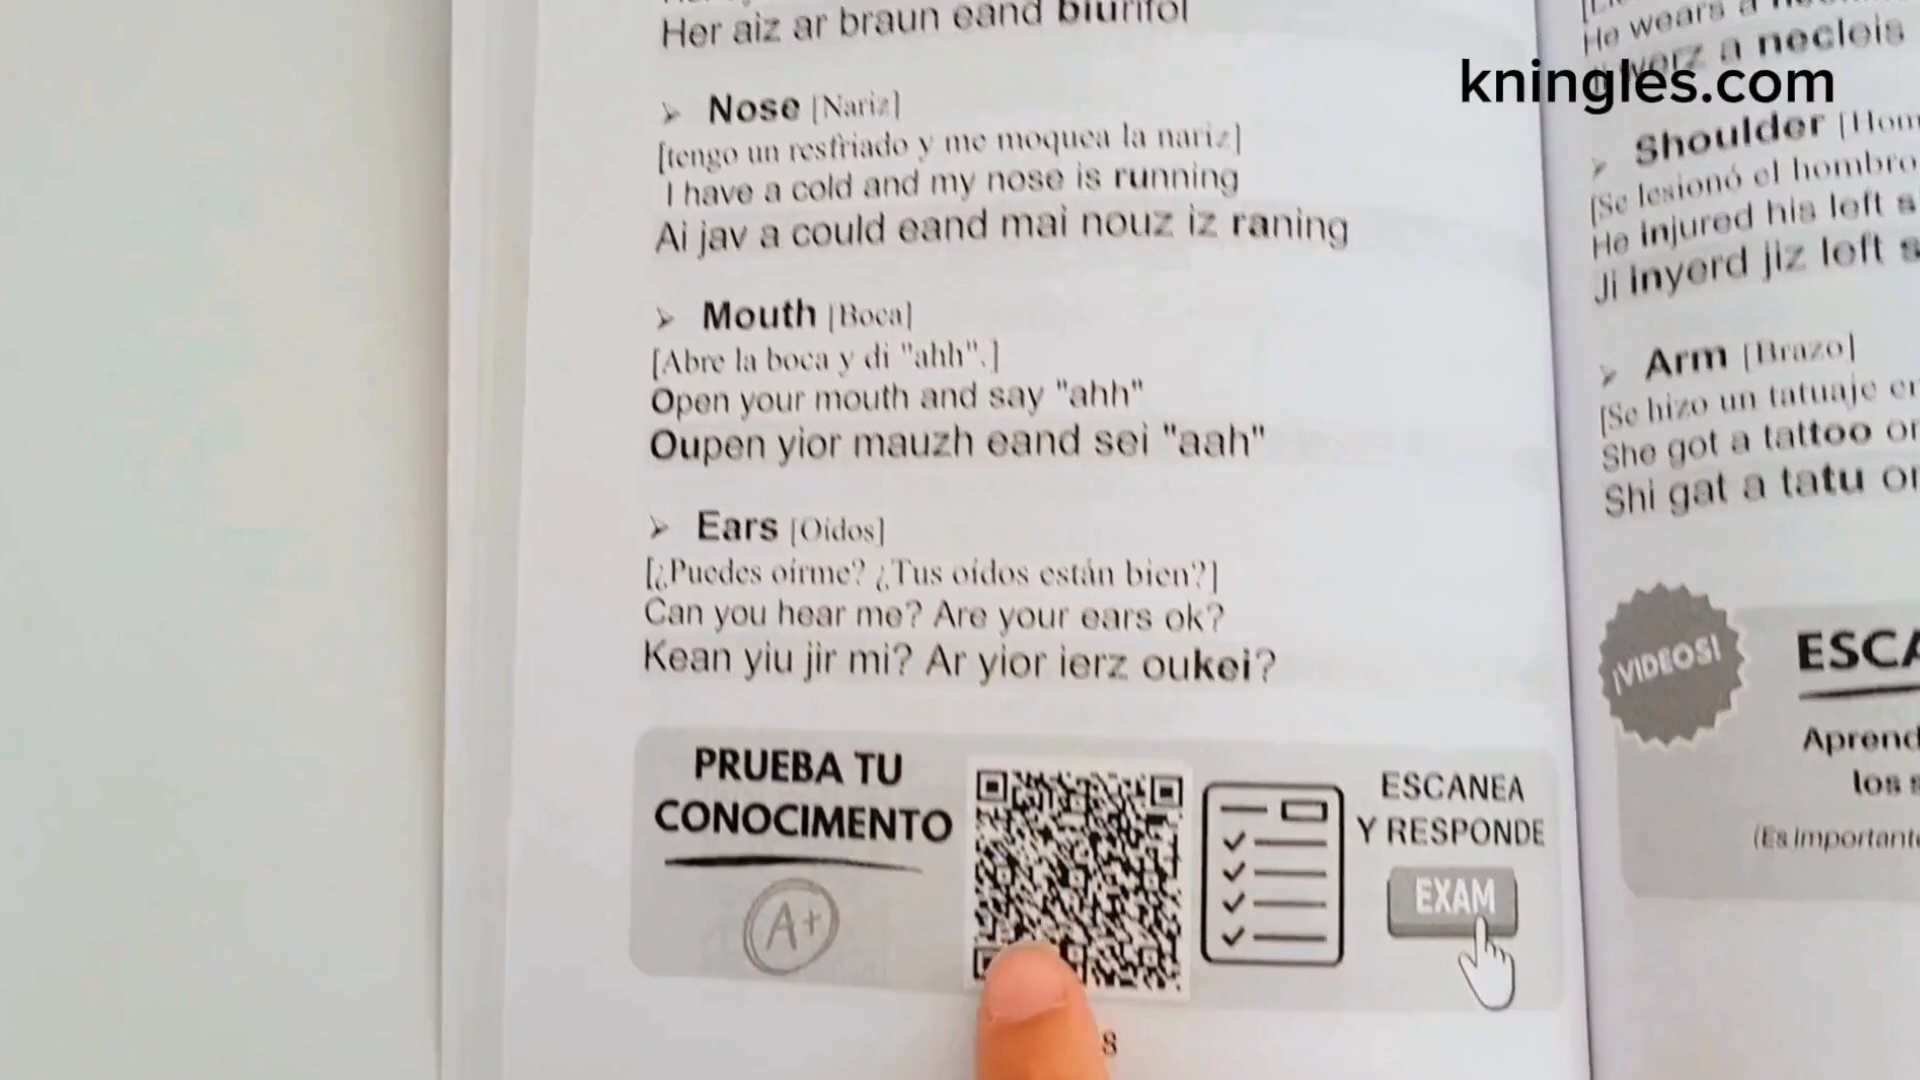 Her aiz ar braun eand biurifol
Nose [Nariz]
[tengo un resfriado y me moquea la nariz]
I have a cold and my nose is running
Ai jav a could eand mai nouz iz raning
Mouth [Boca]
[Abre la boca y di "ahh".]
Open your mouth and say "ahh"
Oupen yior mauzh eand sei "aah"
Ears [Oídos]
[¿Puedes oírme? ¿Tus oídos están bien?]
Can you hear me? Are your ears ok?
Kean yiu jir mi? Ar yior ierz oukei?
PRUEBA TU
CONOCIMENTO
A+
ESCANEA
Y RESPONDE
EXAM
8
kningles.com
He wears a
a necleis
Shoulder
[Se lesionó el hombro
He injured his left
Ji inyerd jiz left
Arm [Brazo]
[Se hizo un tatuaje
She got a tattoo
Shi gat a tatu
¡VIDEOS!
los